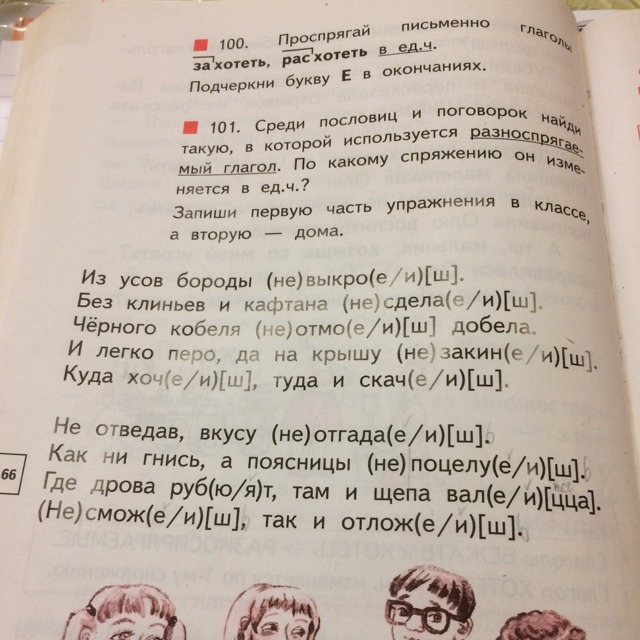 100. Проспрягай письменно глаголы
захотеть, расхотеть в ед.ч.
Подчеркни букву Е в окончаниях.
101. Среди пословиц и поговорок найди
такую, в которой используется разноспрягае-
мый глагол. По какому спряжению он изме-
няется в ед.ч.?
Запиши первую часть упражнения в классе,
а вторую — дома.
Из усов бороды (не)выкро(е/и)[ш].
Без клиньев и кафтана (не)сдела(е/и)[ш].
Чёрного кобеля (не)отмо(е/и)[ш] добела.
И легко перо, да на крышу (не)закин(е/и)[ш].
Куда хоч(е/и)[ш], туда и скач(е/и)[ш].
Не отведав, вкусу (не)отгада(е/и)[ш].
Как ни гнись, а поясницы (не)поцелу(е/и)[ш].
66
Где дрова руб(ю/я)т, там и щепа вал(е/и)[цца].
(Не)смож(е/и)[ш], так и отлож(е/и)[ш].